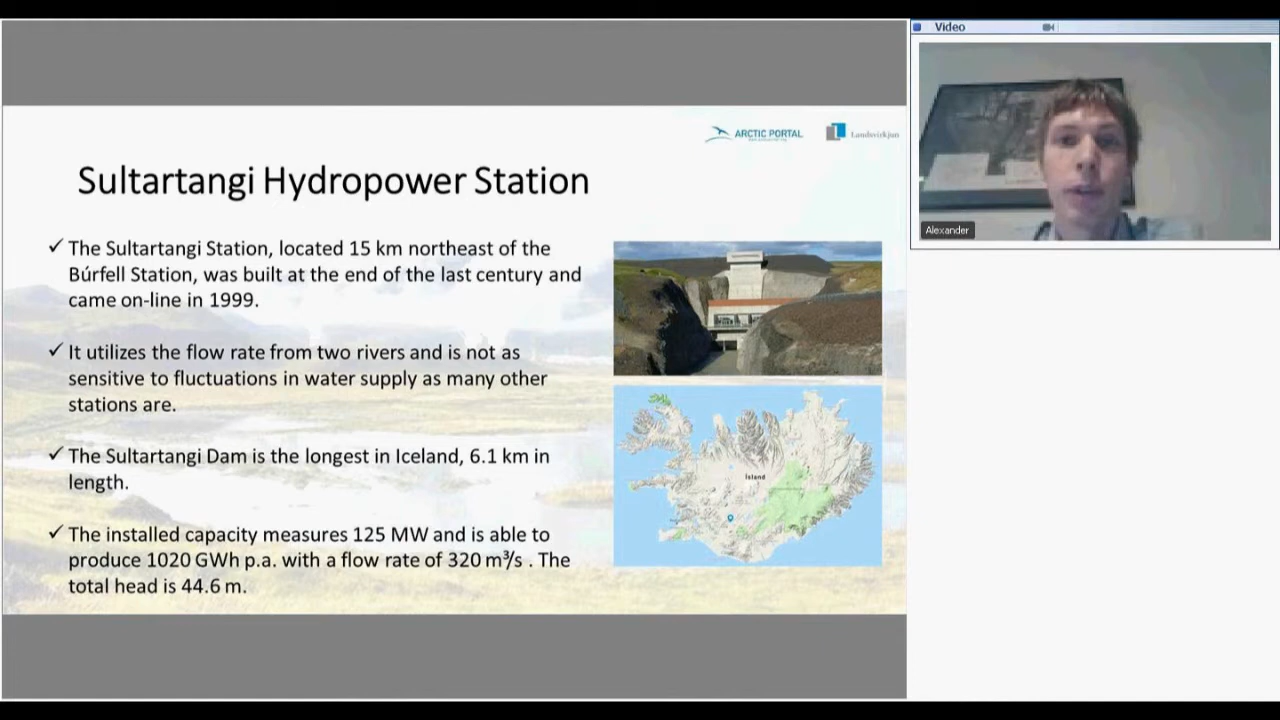 Video
ARCTIC PORTAL
Landsvirkjun
Sultartangi Hydropower Station
The Sultartangi Station, located 15 km northeast of the
Búrfell Station, was built at the end of the last century and
came on-line in 1999.
It utilizes the flow rate from two rivers and is not as
sensitive to fluctuations in water supply as many other
stations are.
The Sultartangi Dam is the longest in Iceland, 6.1 km in
length.
The installed capacity measures 125 MW and is able to
produce 1020 GWh p.a. with a flow rate of 320 m³/s . The
total head is 44.6 m.
Ísland
Alexander